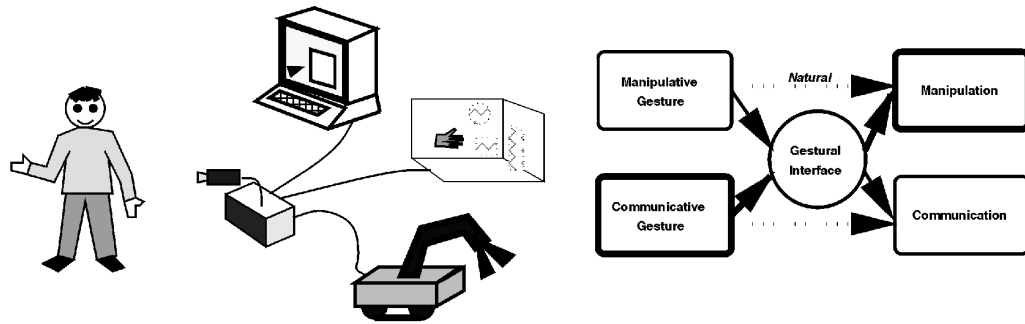 Manipulative
Gesture
Natural
Manipulation
Gestural
Interface
Communicative
Gesture
Communication